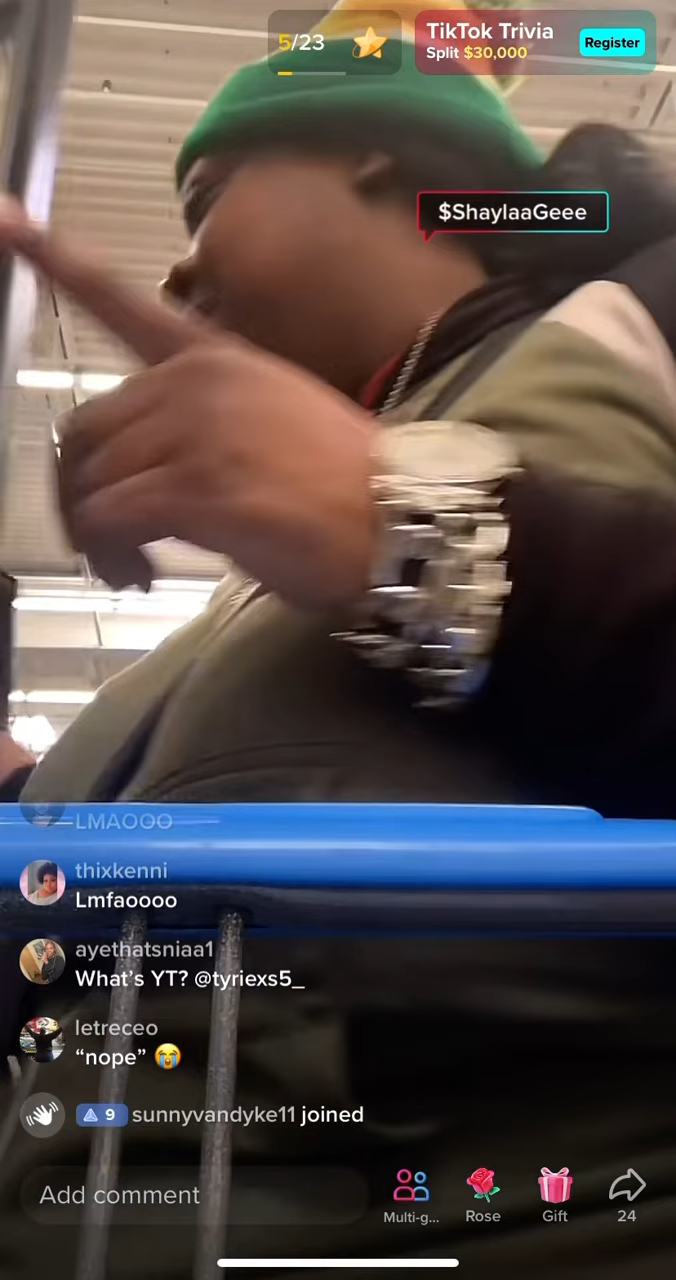 5/23
TikTok Trivia
Split $30,000
Register
$ShaylaaGeee
LMAOOO
thixkenni
Lmfaoooo
ayethatsniaa1
What's YT? @tyriexs5_
letreceo
“nope” 😭
9 sunnyvandyke11 joined
Add comment
Multi-g...
Rose
Gift
24